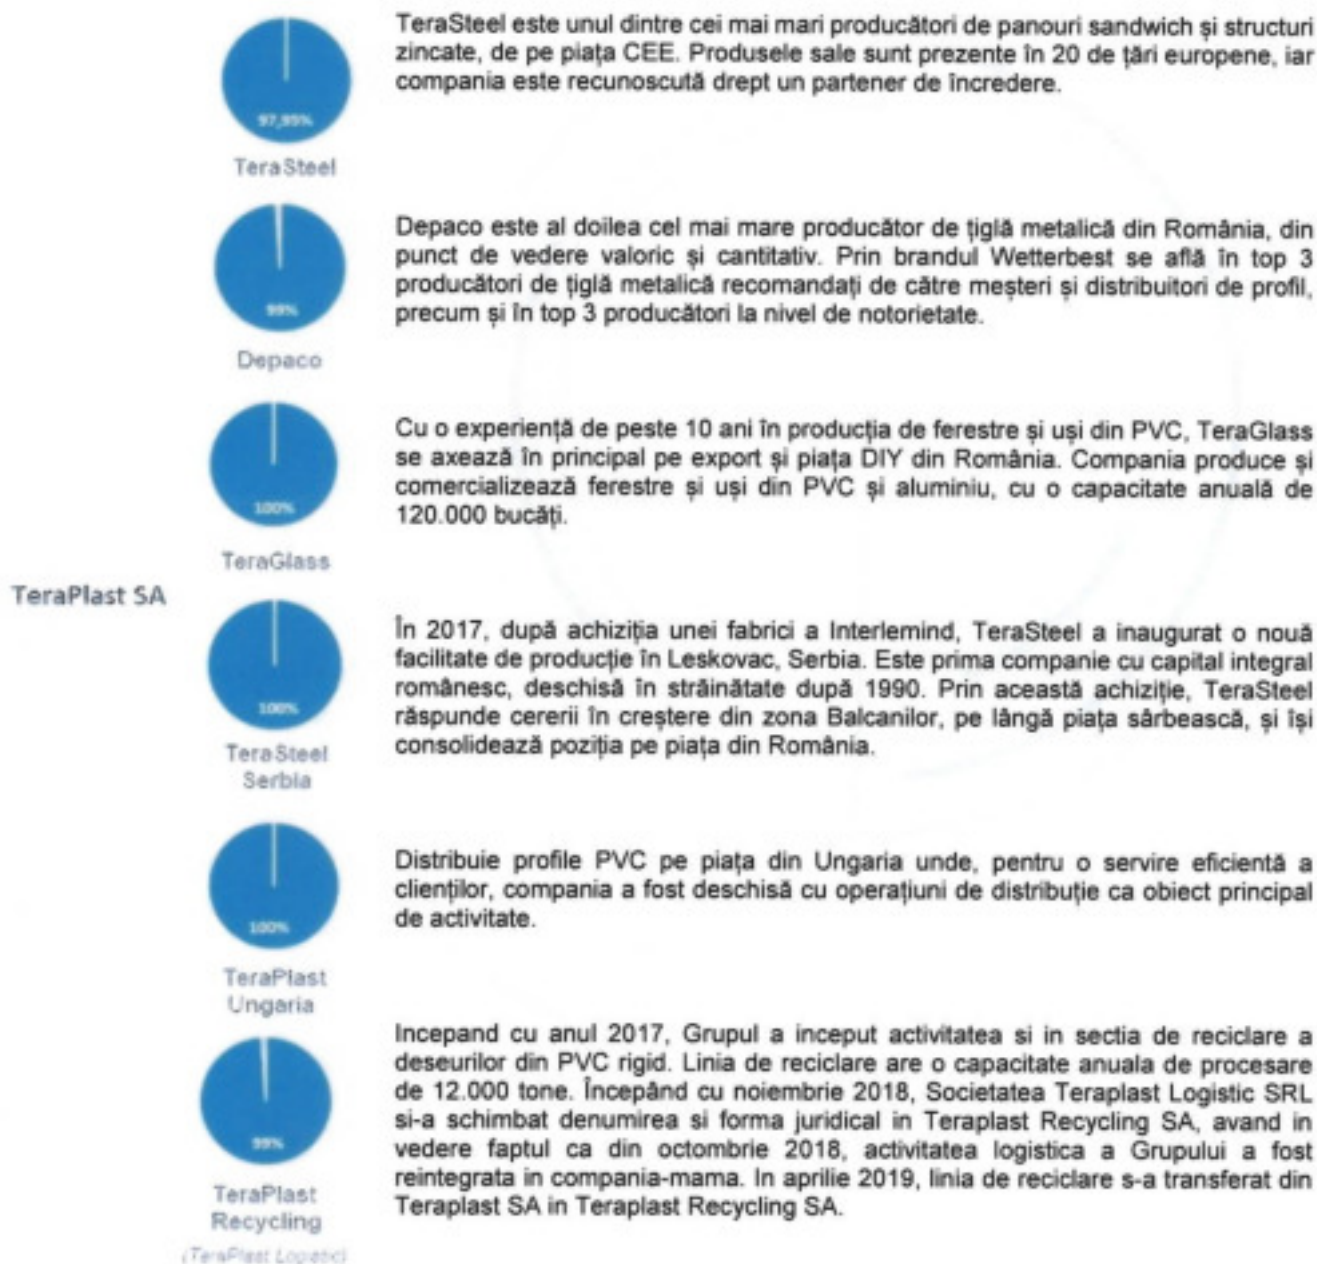 TeraSteel este unul dintre cei mai mari producători de panouri sandwich și structuri
zincate, de pe piața CEE. Produsele sale sunt prezente în 20 de țări europene, iar
compania este recunoscută drept un partener de încredere.
97,99%
TeraSteel
Depaco este al doilea cel mai mare producător de țiglă metalică din România, din
punct de vedere valoric și cantitativ. Prin brandul Wetterbest se află în top 3
producători de țiglă metalică recomandați de către meșteri și distribuitori de profil,
precum și în top 3 producători la nivel de notorietate.
99%
Depaco
Cu o experiență de peste 10 ani în producția de ferestre și uși din PVC, TeraGlass
se axează în principal pe export și piața DIY din România. Compania produce și
comercializează ferestre și uși din PVC și aluminiu, cu o capacitate anuală de
120.000 bucăți.
100%
TeraGlass
TeraPlast SA
În 2017, după achiziția unei fabrici a Interlemind, TeraSteel a inaugurat o nouă
facilitate de producție în Leskovac, Serbia. Este prima companie cu capital integral
românesc, deschisă în străinătate după 1990. Prin această achiziție, TeraSteel
răspunde cererii în creștere din zona Balcanilor, pe lângă piața sârbească, și își
consolidează poziția pe piața din România.
100%
TeraSteel
Serbia
Distribuie profile PVC pe piața din Ungaria unde, pentru o servire eficientă a
clienților, compania a fost deschisă cu operațiuni de distribuție ca obiect principal
de activitate.
100%
TeraPlast
Ungaria
Incepand cu anul 2017, Grupul a inceput activitatea si in sectia de reciclare a
deseurilor din PVC rigid. Linia de reciclare are o capacitate anuala de procesare
de 12.000 tone. Începând cu noiembrie 2018, Societatea Teraplast Logistic SRL
si-a schimbat denumirea si forma juridical in Teraplast Recycling SA, avand in
vedere faptul ca din octombrie 2018, activitatea logistica a Grupului a fost
reintegrata in compania-mama. In aprilie 2019, linia de reciclare s-a transferat din
Teraplast SA in Teraplast Recycling SA.
99%
TeraPlast
Recycling
(TeraPlast Logistic)